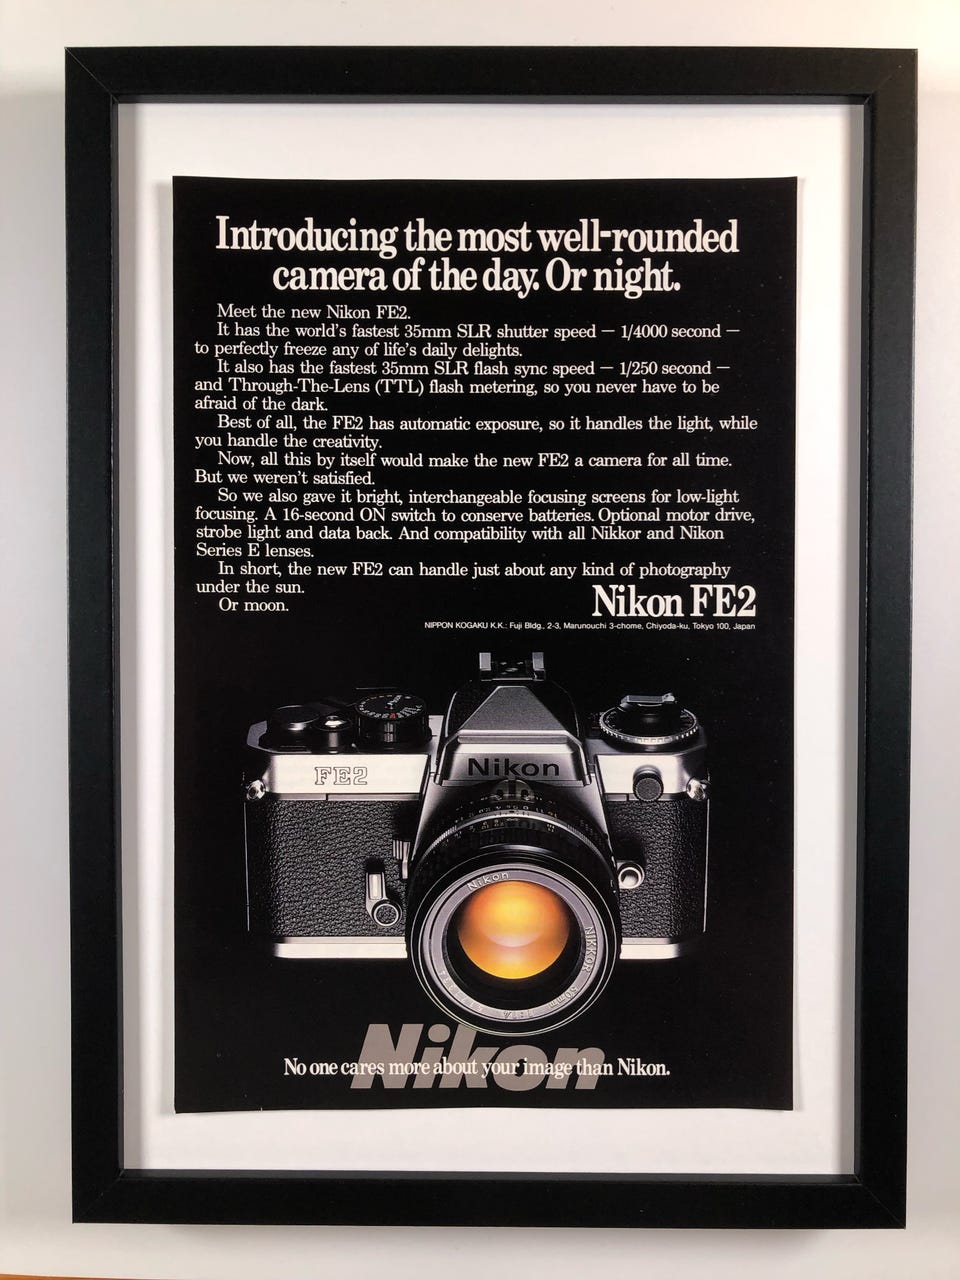 Introducing the most well-rounded
camera of the day. Or night.
Meet the new Nikon FE2.
It has the world's fastest 35mm SLR shutter speed — 1/4000 second —
to perfectly freeze any of life's daily delights.
It also has the fastest 35mm SLR flash sync speed — 1/250 second —
and Through-The-Lens (TTL) flash metering, so you never have to be
afraid of the dark.
Best of all, the FE2 has automatic exposure, so it handles the light, while
you handle the creativity.
Now, all this by itself would make the new FE2 a camera for all time.
But we weren't satisfied.
So we also gave it bright, interchangeable focusing screens for low-light
focusing. A 16-second ON switch to conserve batteries. Optional motor drive,
strobe light and data back. And compatibility with all Nikkor and Nikon
Series E lenses.
In short, the new FE2 can handle just about any kind of photography
under the sun.
Or moon.
Nikon FE2
NIPPON KOGAKU K.K.: Fuji Bldg., 2-3, Marunouchi 3-chome, Chiyoda-ku, Tokyo 100, Japan
FE2
Nikon
Nikon
NIKKOR 50mm 1:1.4
Nikon
No one cares more about your image than Nikon.